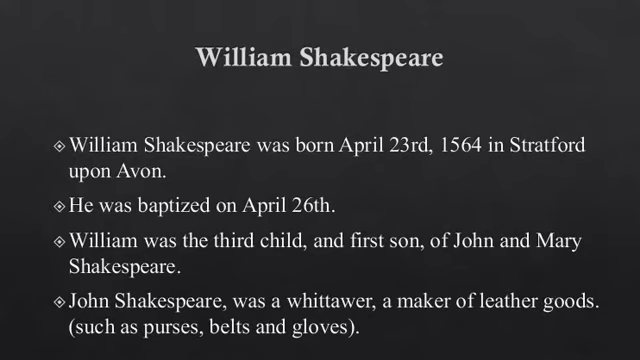 William Shakespeare
William Shakespeare was born April 23rd, 1564 in Stratford
upon Avon.
He was baptized on April 26th.
William was the third child, and first son, of John and Mary
Shakespeare.
John Shakespeare, was a whittawer, a maker of leather goods.
(such as purses, belts and gloves).